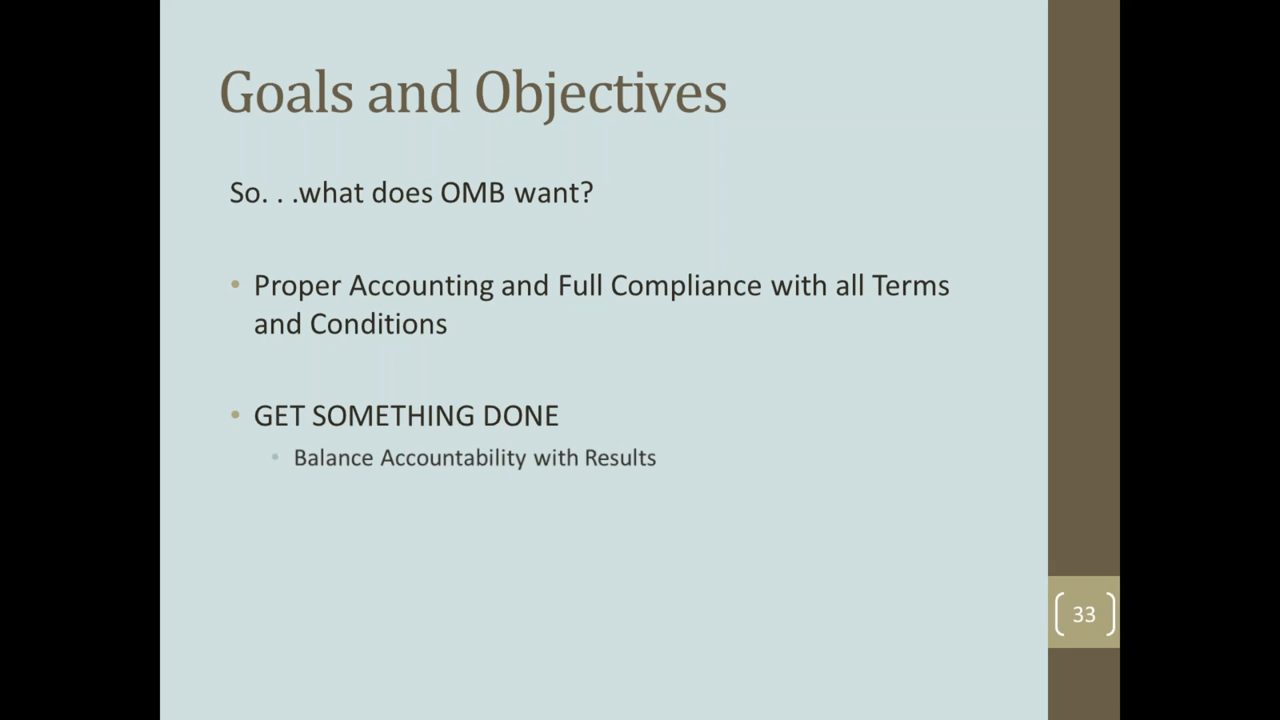 Goals and Objectives
So. . .what does OMB want?
• Proper Accounting and Full Compliance with all Terms
and Conditions
• GET SOMETHING DONE
• Balance Accountability with Results
33